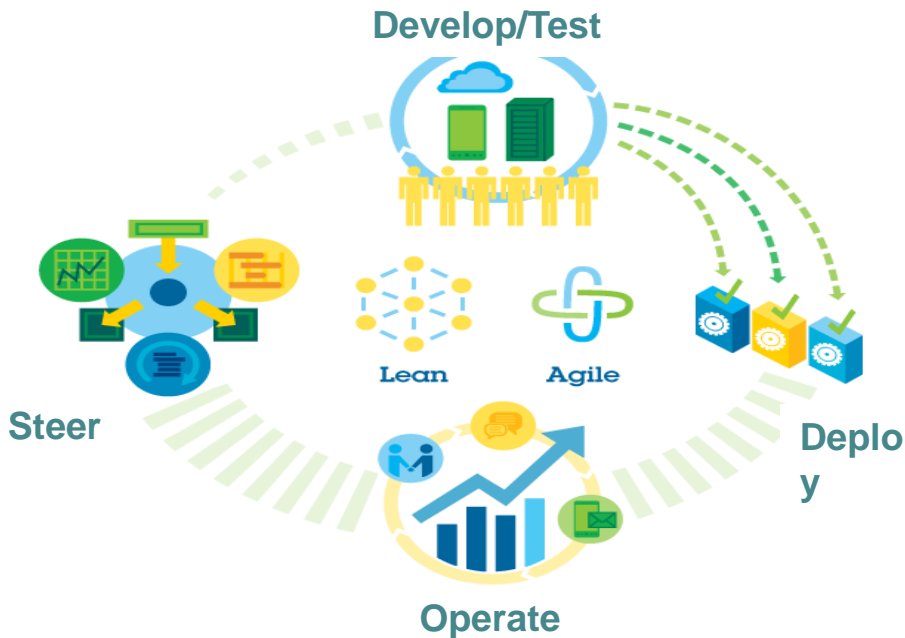 Develop/Test
Lean
Agile
Steer
Deplo
y
Operate